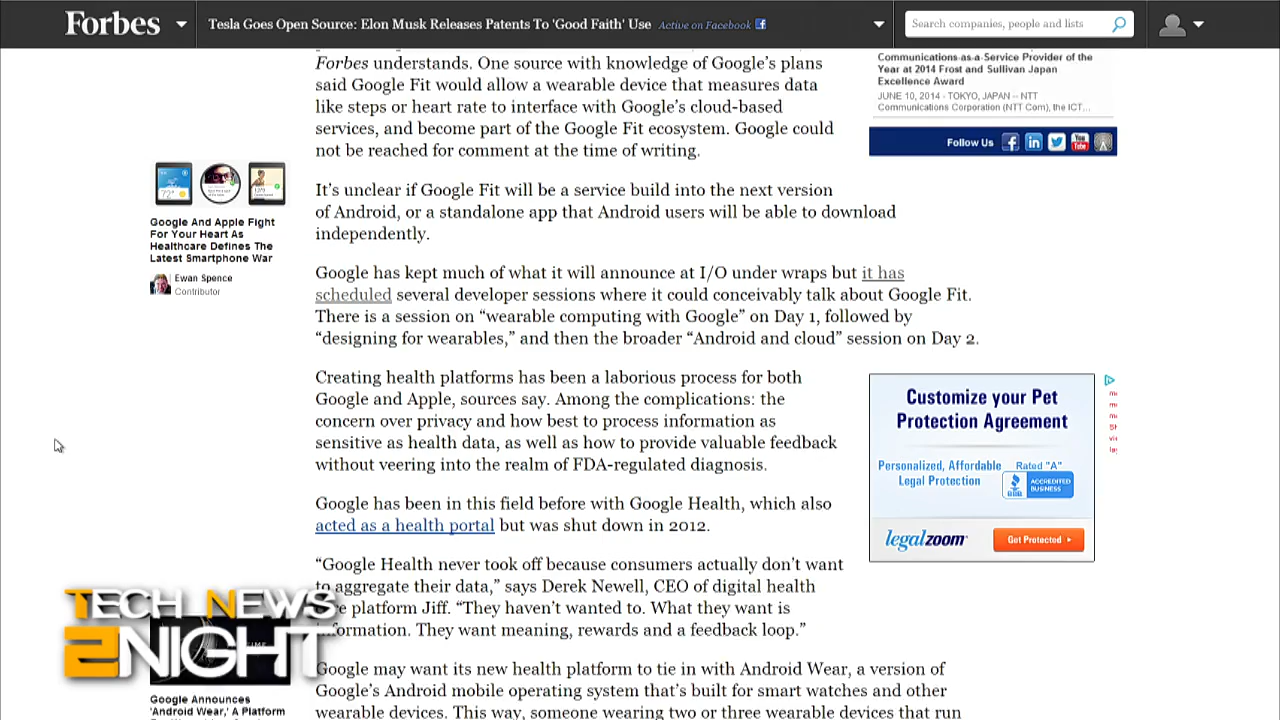 Forbes
Tesla Goes Open Source: Elon Musk Releases Patents To 'Good Faith' Use Active on Facebook
Search companies, people and lists
Forbes understands. One source with knowledge of Google’s plans
said Google Fit would allow a wearable device that measures data
like steps or heart rate to interface with Google’s cloud-based
services, and become part of the Google Fit ecosystem. Google could
not be reached for comment at the time of writing.
It’s unclear if Google Fit will be a service build into the next version
of Android, or a standalone app that Android users will be able to download
independently.
Google has kept much of what it will announce at I/O under wraps but it has
scheduled several developer sessions where it could conceivably talk about Google Fit.
There is a session on “wearable computing with Google” on Day 1, followed by
“designing for wearables,” and then the broader “Android and cloud” session on Day 2.
Creating health platforms has been a laborious process for both
Google and Apple, sources say. Among the complications: the
concern over privacy and how best to process information as
sensitive as health data, as well as how to provide valuable feedback
without veering into the realm of FDA-regulated diagnosis.
Google has been in this field before with Google Health, which also
acted as a health portal but was shut down in 2012.
“Google Health never took off because consumers actually don’t want
to aggregate their data,” says Derek Newell, CEO of digital health
platform Jiff. “They haven’t wanted to. What they want is
information. They want meaning, rewards and a feedback loop.”
Google may want its new health platform to tie in with Android Wear, a version of
Google’s Android mobile operating system that’s built for smart watches and other
wearable devices. This way, someone wearing two or three wearable devices that run
Google And Apple Fight
For Your Heart As
Healthcare Defines The
Latest Smartphone War
Ewan Spence
Contributor
TECH NEWS
2NIGHT
Google Announces
'Android Wear,' A Platform
Communications-as-a-Service Provider of the
Year at 2014 Frost and Sullivan Japan
Excellence Award
JUNE 10, 2014 - TOKYO, JAPAN -- NTT
Communications Corporation (NTT Com), the ICT...
Follow Us
You
Tube
Customize your Pet
Protection Agreement
Personalized, Affordable
Legal Protection
Rated "A"
BBB
ACCREDITED
BUSINESS
legalzoom
Get Protected